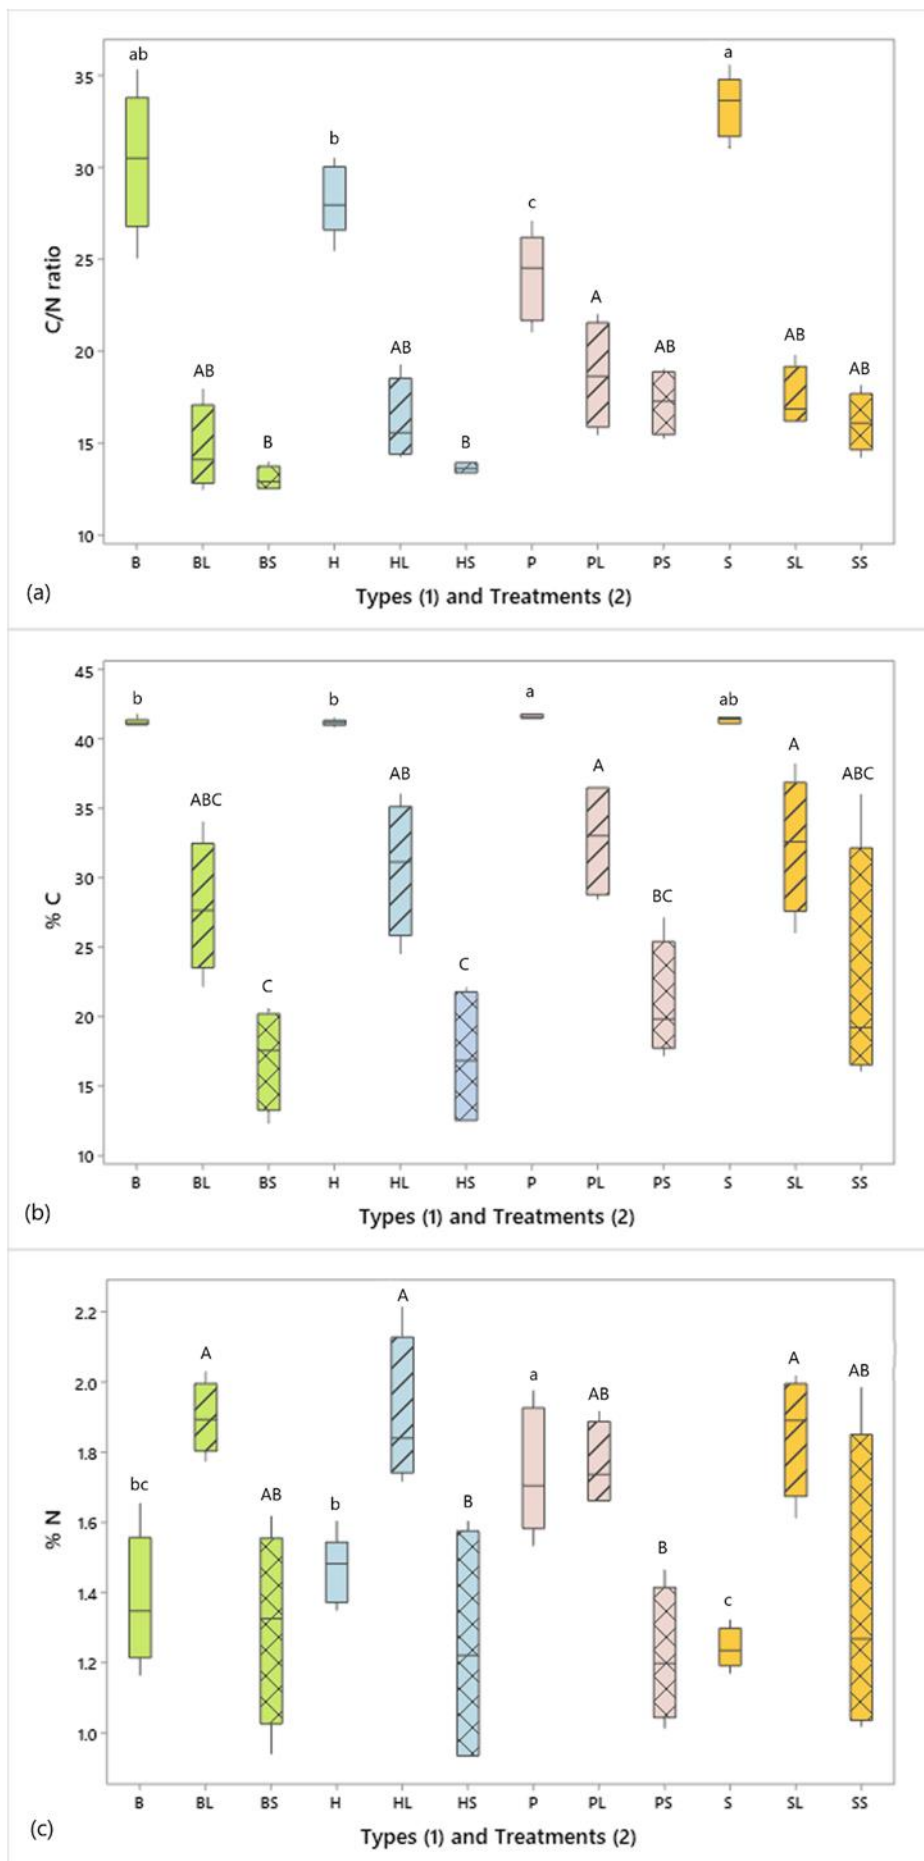 ab
a
35
b
30
c
25
A
20
AB
AB
AB
AB
AB
B
B
15
10
C/N ratio
B BL BS H HL HS P PL PS S SL SS
(a)
Types (1) and Treatments (2)
45
b b a ab
40
A
A
AB
ABC
ABC
35
30
BC
25
C
C
20
15
10
% C
B BL BS H HL HS P PL PS S SL SS
(b)
Types (1) and Treatments (2)
A
2.2
A
A
AB
a
AB
2.0
1.8
bc
AB
b
B
1.6
B
c
1.4
1.2
1.0
% N
B BL BS H HL HS P PL PS S SL SS
(c)
Types (1) and Treatments (2)